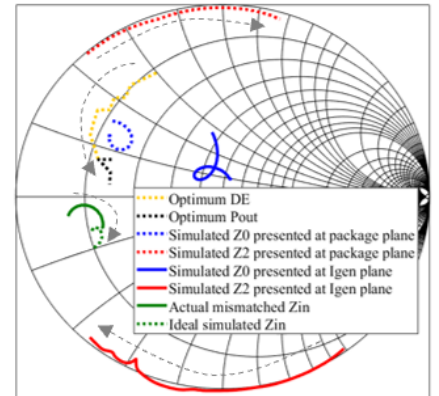 Optimum DE
Optimum Pout
Simulated Z0 presented at package plane
Simulated Z2 presented at package plane
Simulated Z0 presented at Igen plane
Simulated Z2 presented at Igen plane
Actual mismatched Zin
Ideal simulated Zin